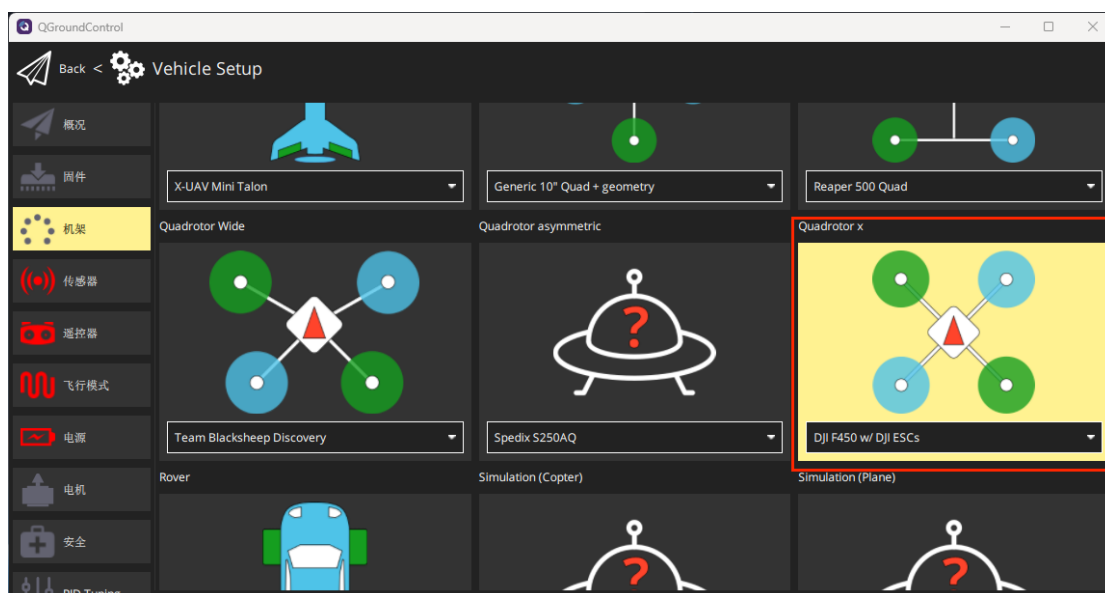 QGroundControl
Back < Vehicle Setup
概况
固件
机架
传感器
遥控器
飞行模式
电源
电机
安全
PID Tuning
X-UAV Mini Talon
Generic 10" Quad + geometry
Reaper 500 Quad
Quadrotor Wide
Quadrotor asymmetric
Quadrotor x
Team Blacksheep Discovery
Spedix S250AQ
DJI F450 w/ DJI ESCs
Rover
Simulation (Copter)
Simulation (Plane)